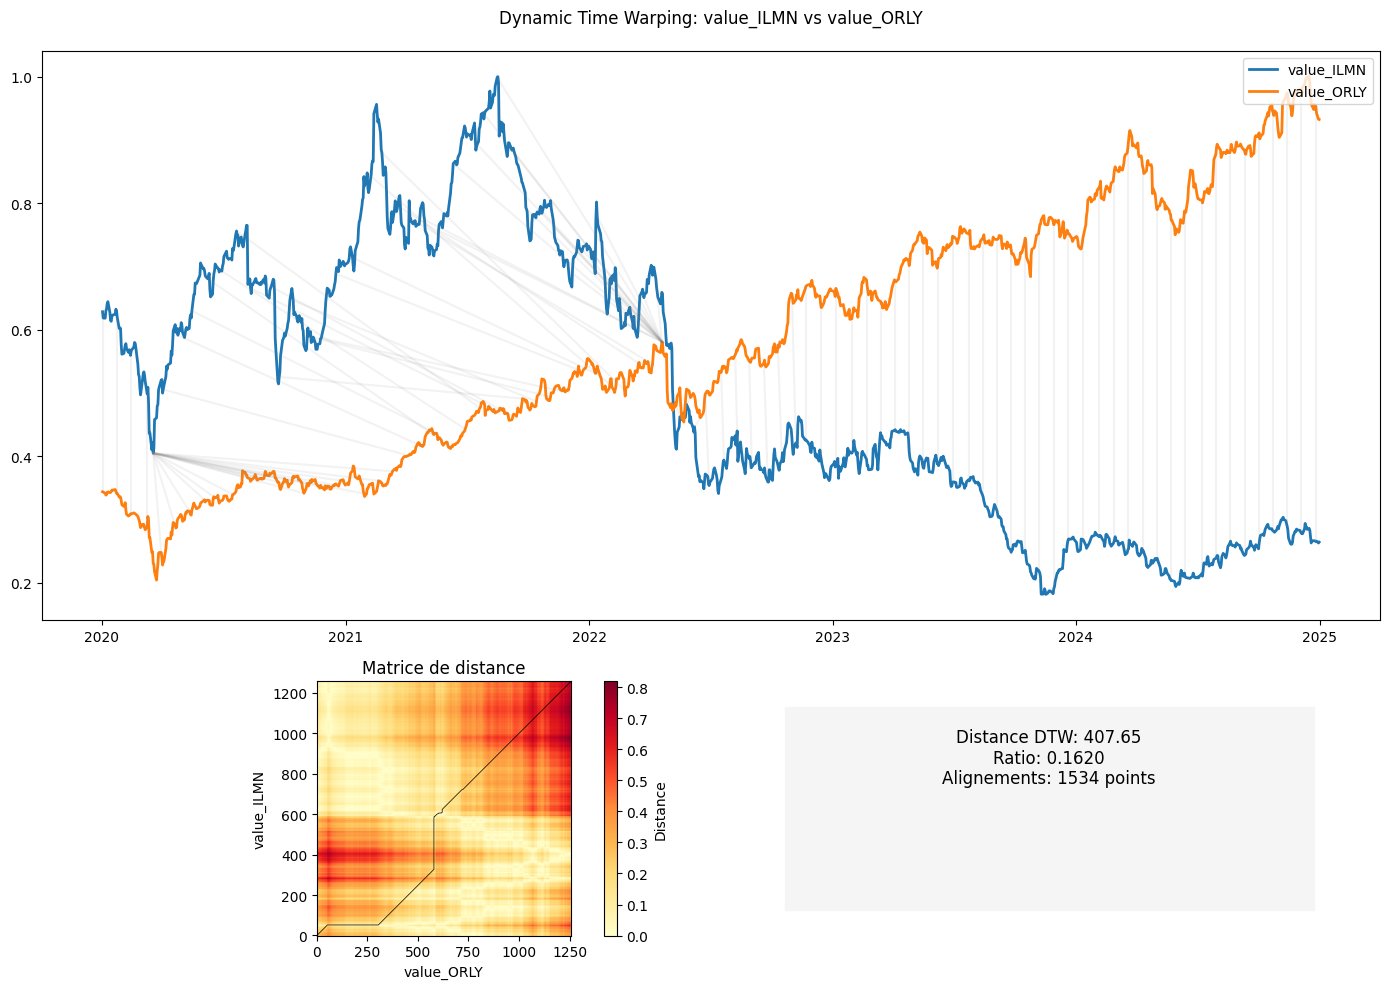 Dynamic Time Warping: value_ILMN vs value_ORLY
value_ILMN
value_ORLY
1.0
0.8
0.6
0.4
0.2
2020 2021 2022 2023 2024 2025
Matrice de distance
value_ILMN
1200
1000
800
600
400
200
0
0 250 500 750 1000 1250
value_ORLY
0.8
0.7
0.6
0.5
0.4
0.3
0.2
0.1
0.0
Distance
Distance DTW: 407.65
Ratio: 0.1620
Alignements: 1534 points